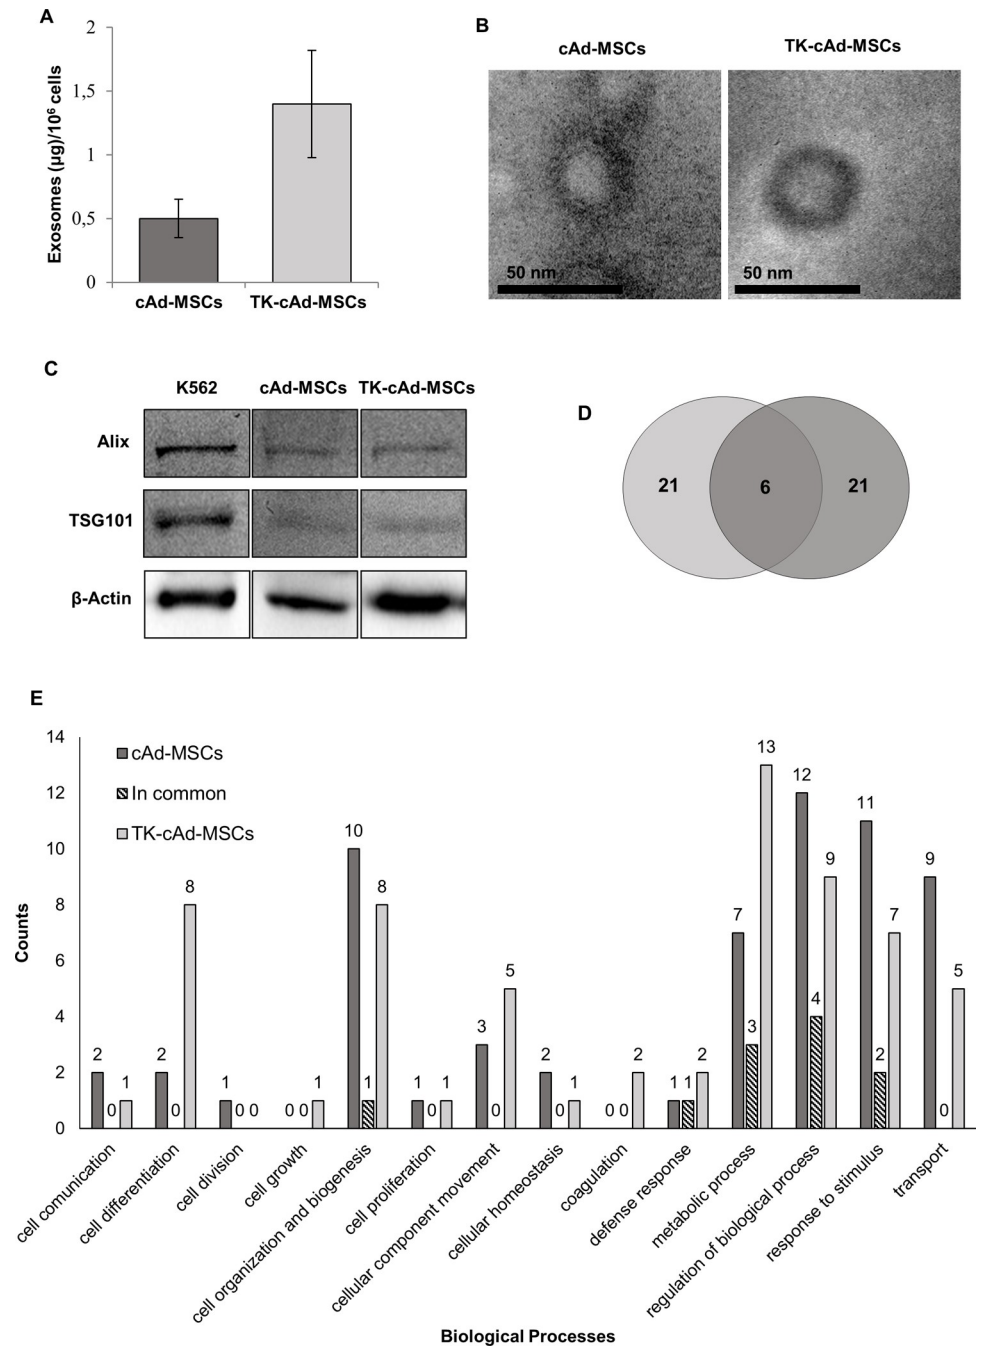 A
2
1,5
1
0,5
0
Exosomes (µg)/10⁶ cells
cAd-MSCs TK-cAd-MSCs
B
cAd-MSCs TK-cAd-MSCs
50 nm 50 nm
C
K562 cAd-MSCs TK-cAd-MSCs
Alix
TSG101
β-Actin
D
21 6 21
E
14
12
10
8
6
4
2
0
Counts
cAd-MSCs
In common
TK-cAd-MSCs
2 0 1
2 0 8
1 0 0
0 0 1
10 1 8
1 0 1
3 0 5
2 0 1
0 0 2
1 1 2
7 3 13
12 4 9
11 2 7
9 0 5
cell comunication
cell differentiation
cell division
cell growth
cell organization and biogenesis
cell proliferation
cellular component movement
cellular homeostasis
coagulation
defense response
metabolic process
regulation of biological process
response to stimulus
transport
Biological Processes